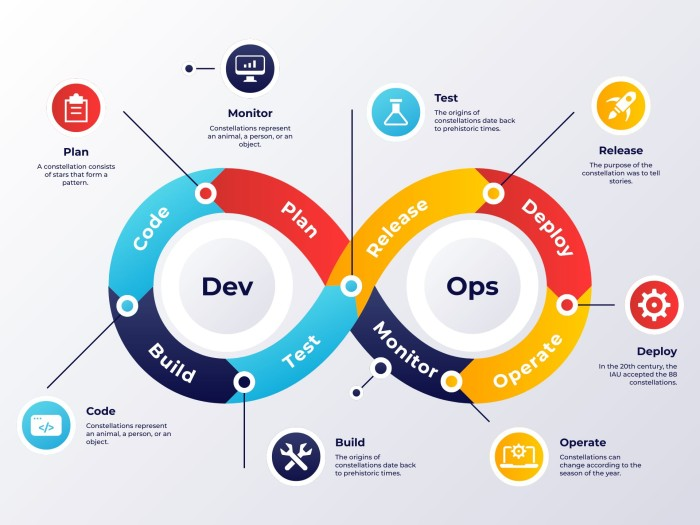 Monitor
Constellations represent
an animal, a person, or an
object.
Plan
A constellation consists
of stars that form a
pattern.
Test
The origins of
constellations date back
to prehistoric times.
Release
The purpose of the
constellation was to tell
stories.
Code
Plan
Release
Deploy
Dev
Ops
Build
Test
Monitor
Operate
Deploy
In the 20th century, the
IAU accepted the 88
constellations.
</>
Code
Constellations represent
an animal, a person, or an
object.
Build
The origins of
constellations date back
to prehistoric times.
Operate
Constellations can
change according to the
season of the year.